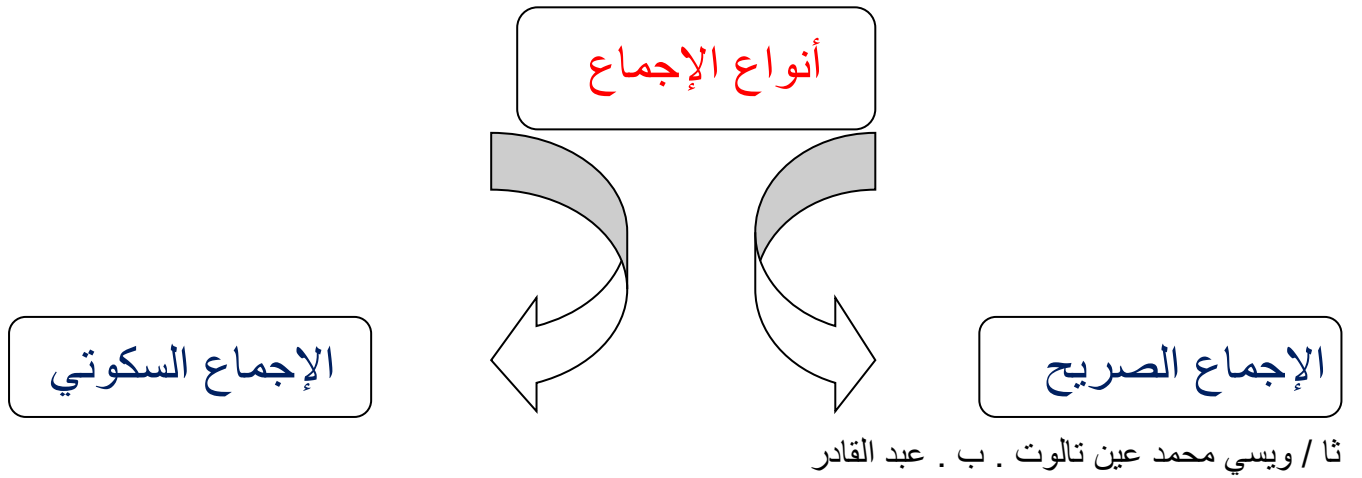 أنواع الإجماع
الإجماع الصريح
الإجماع السكوتي
ثا / ويسي محمد عين تالوت . ب . عبد القادر